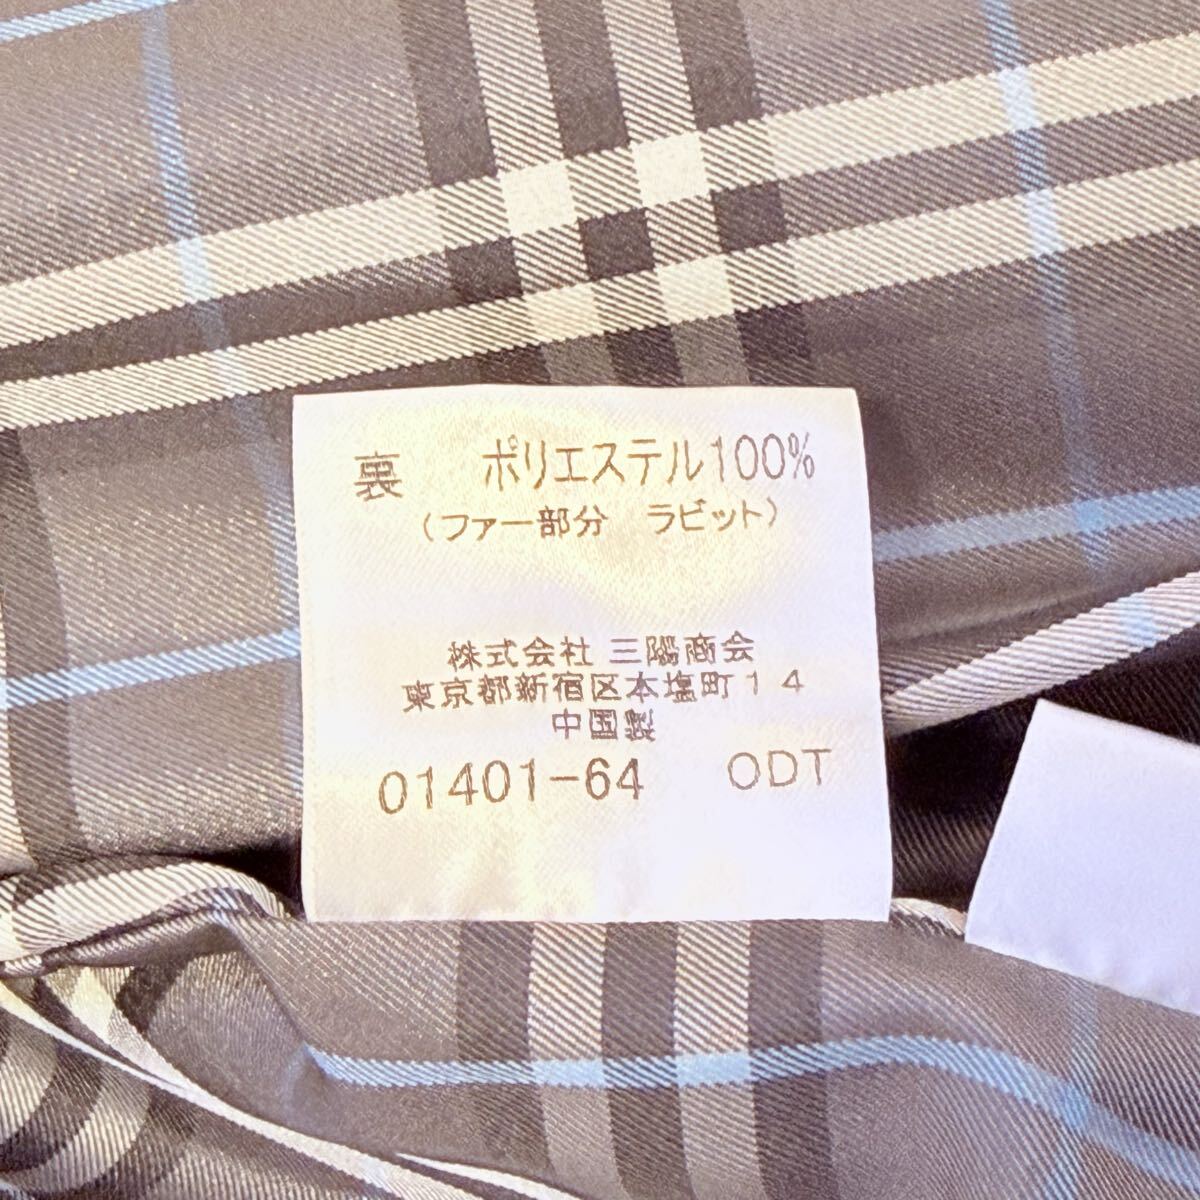 裏　ポリエステル100%
(ファー部分　ラビット)
株式会社 三陽商会
東京都新宿区本塩町１４
中国製
01401-64　ODT